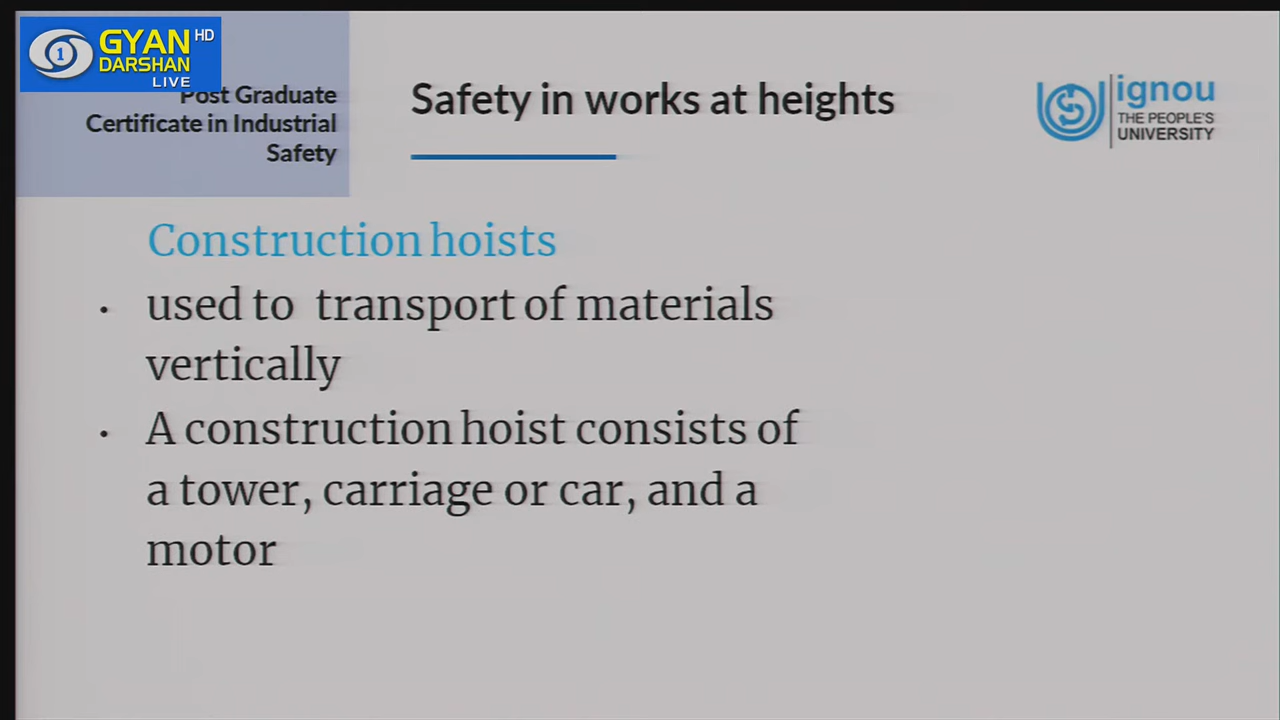 1
GYAN HD
DARSHAN
LIVE
Post Graduate
Certificate in Industrial
Safety
Safety in works at heights
ignou
THE PEOPLE'S
UNIVERSITY
Construction hoists
• used to transport of materials
vertically
• A construction hoist consists of
a tower, carriage or car, and a
motor